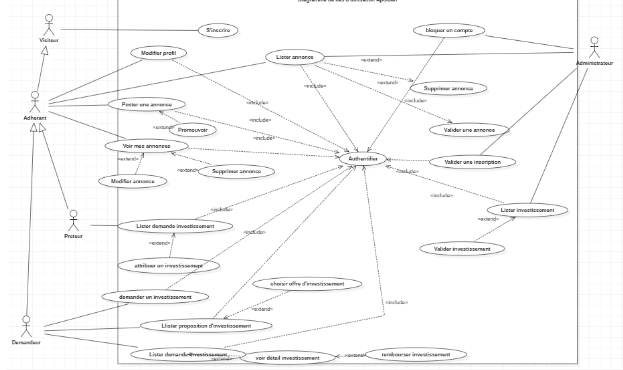 Diagramme de cas d'utilisation
Visiteur
S'inscrire
bloquer un compte
Administrateur
Modifier profil
Lister annonce
<extend>
<extend>
Supprimer annonce
<include>
Adherant
Poster une annonce
<include>
<include>
<include>
<extend>
Promouvoir
Valider une annonce
<include>
Voir mes annonces
<extend>
Authentifier
Valider une inscription
<extend>
Supprimer annonce
<include>
Modifier annonce
<include>
<include>
Lister investissement
Preteur
<extend>
Lister demande investissement
<include>
<extend>
Valider investissement
attribuer un investissement
choisir offre d'investissement
demander un investissement
<include>
<extend>
Demandeur
Llister proposition d'investissement
Lister demande investissement
<extend>
voir détail investissement
<extend>
rembourser investissement